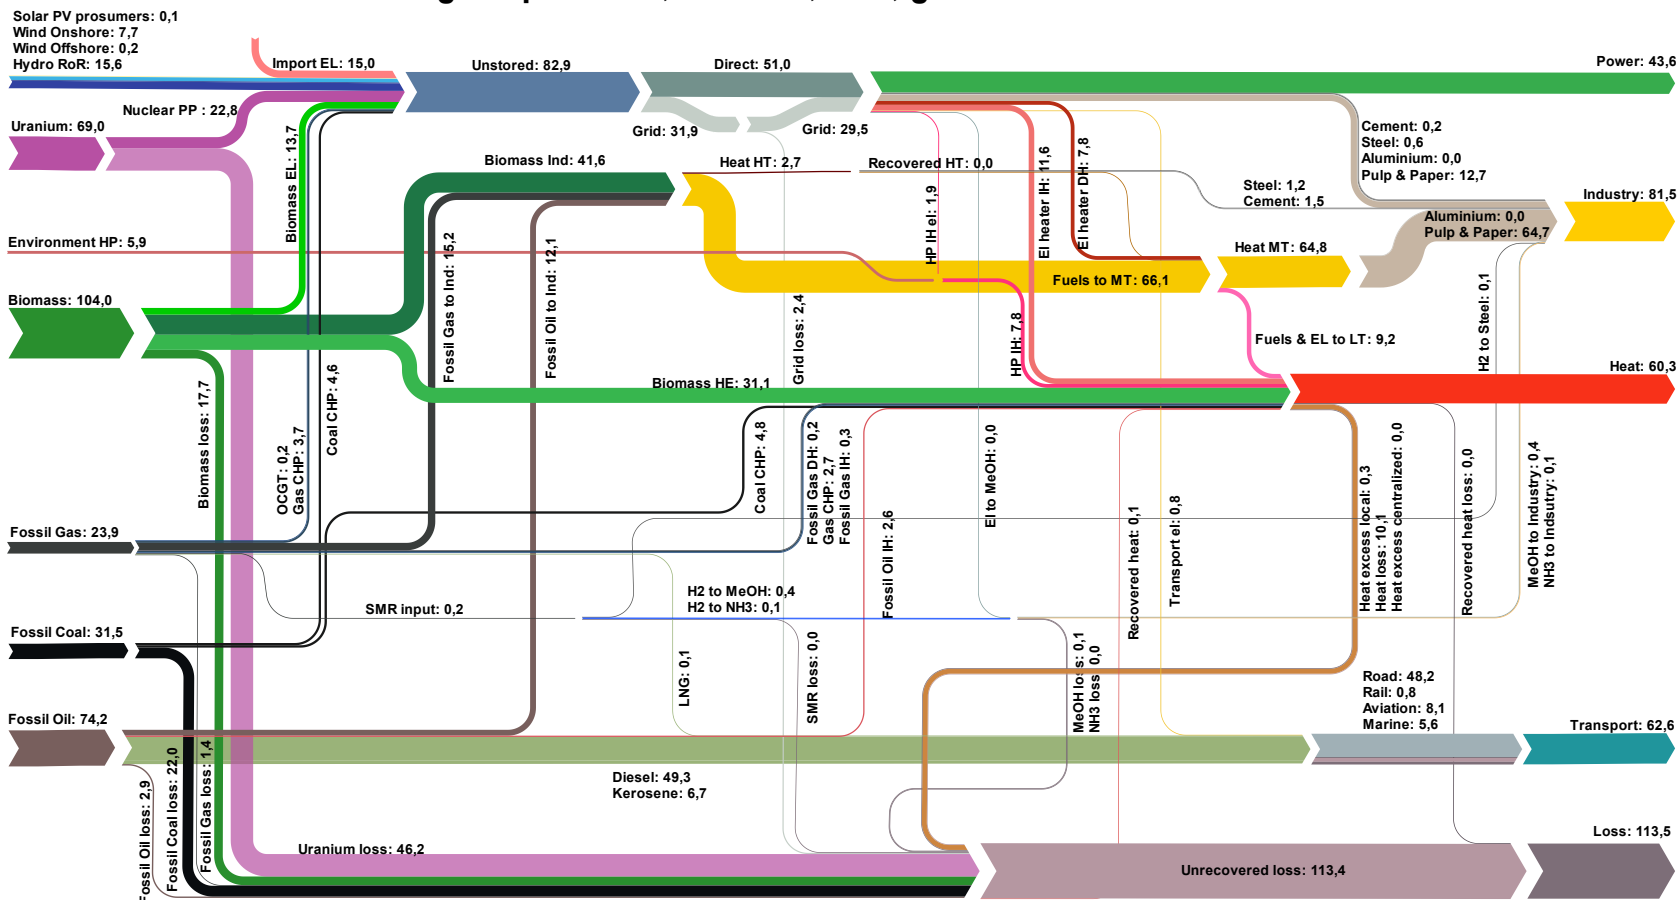 Solar PV prosumers: 0,1
Wind Onshore: 7,7
Wind Offshore: 0,2
Hydro RoR: 15,6
Import EL: 15,0
Unstored: 82,9
Direct: 51,0
Power: 43,6
Nuclear PP : 22,8
Uranium: 69,0
Biomass EL: 13,7
Grid: 31,9
Grid: 29,5
Cement: 0,2
Steel: 0,6
Aluminium: 0,0
Pulp & Paper: 12,7
Biomass Ind: 41,6
Heat HT: 2,7
Recovered HT: 0,0
HP IH el: 1,9
El heater IH: 11,6
El heater DH: 7,8
Steel: 1,2
Cement: 1,5
Industry: 81,5
Aluminium: 0,0
Pulp & Paper: 64,7
Environment HP: 5,9
Heat MT: 64,8
Fuels to MT: 66,1
Biomass: 104,0
Fossil Gas to Ind: 15,2
Fossil Oil to Ind: 12,1
Grid loss: 2,4
HP IH: 7,8
Fuels & EL to LT: 9,2
H2 to Steel: 0,1
Heat: 60,3
Biomass HE: 31,1
Biomass loss: 17,7
OCGT: 0,2
Gas CHP: 3,7
Coal CHP: 4,6
Coal CHP: 4,8
Fossil Gas DH: 0,2
Gas CHP: 2,7
Fossil Gas IH: 0,3
Fossil Oil IH: 2,6
El to MeOH: 0,0
Recovered heat: 0,1
Transport el: 0,8
Heat excess local: 0,3
Heat loss: 10,1
Heat excess centralized: 0,0
Recovered heat loss: 0,0
MeOH to Industry: 0,4
NH3 to Indsutry: 0,1
Fossil Gas: 23,9
SMR input: 0,2
H2 to MeOH: 0,4
H2 to NH3: 0,1
Fossil Coal: 31,5
LNG: 0,1
SMR loss: 0,0
MeOH loss: 0,1
NH3 loss: 0,0
Road: 48,2
Rail: 0,8
Aviation: 8,1
Marine: 5,6
Fossil Oil: 74,2
Transport: 62,6
Diesel: 49,3
Kerosene: 6,7
Fossil Oil loss: 2,9
Fossil Coal loss: 22,0
Fossil Gas loss: 1,4
Uranium loss: 46,2
Unrecovered loss: 113,4
Loss: 113,5